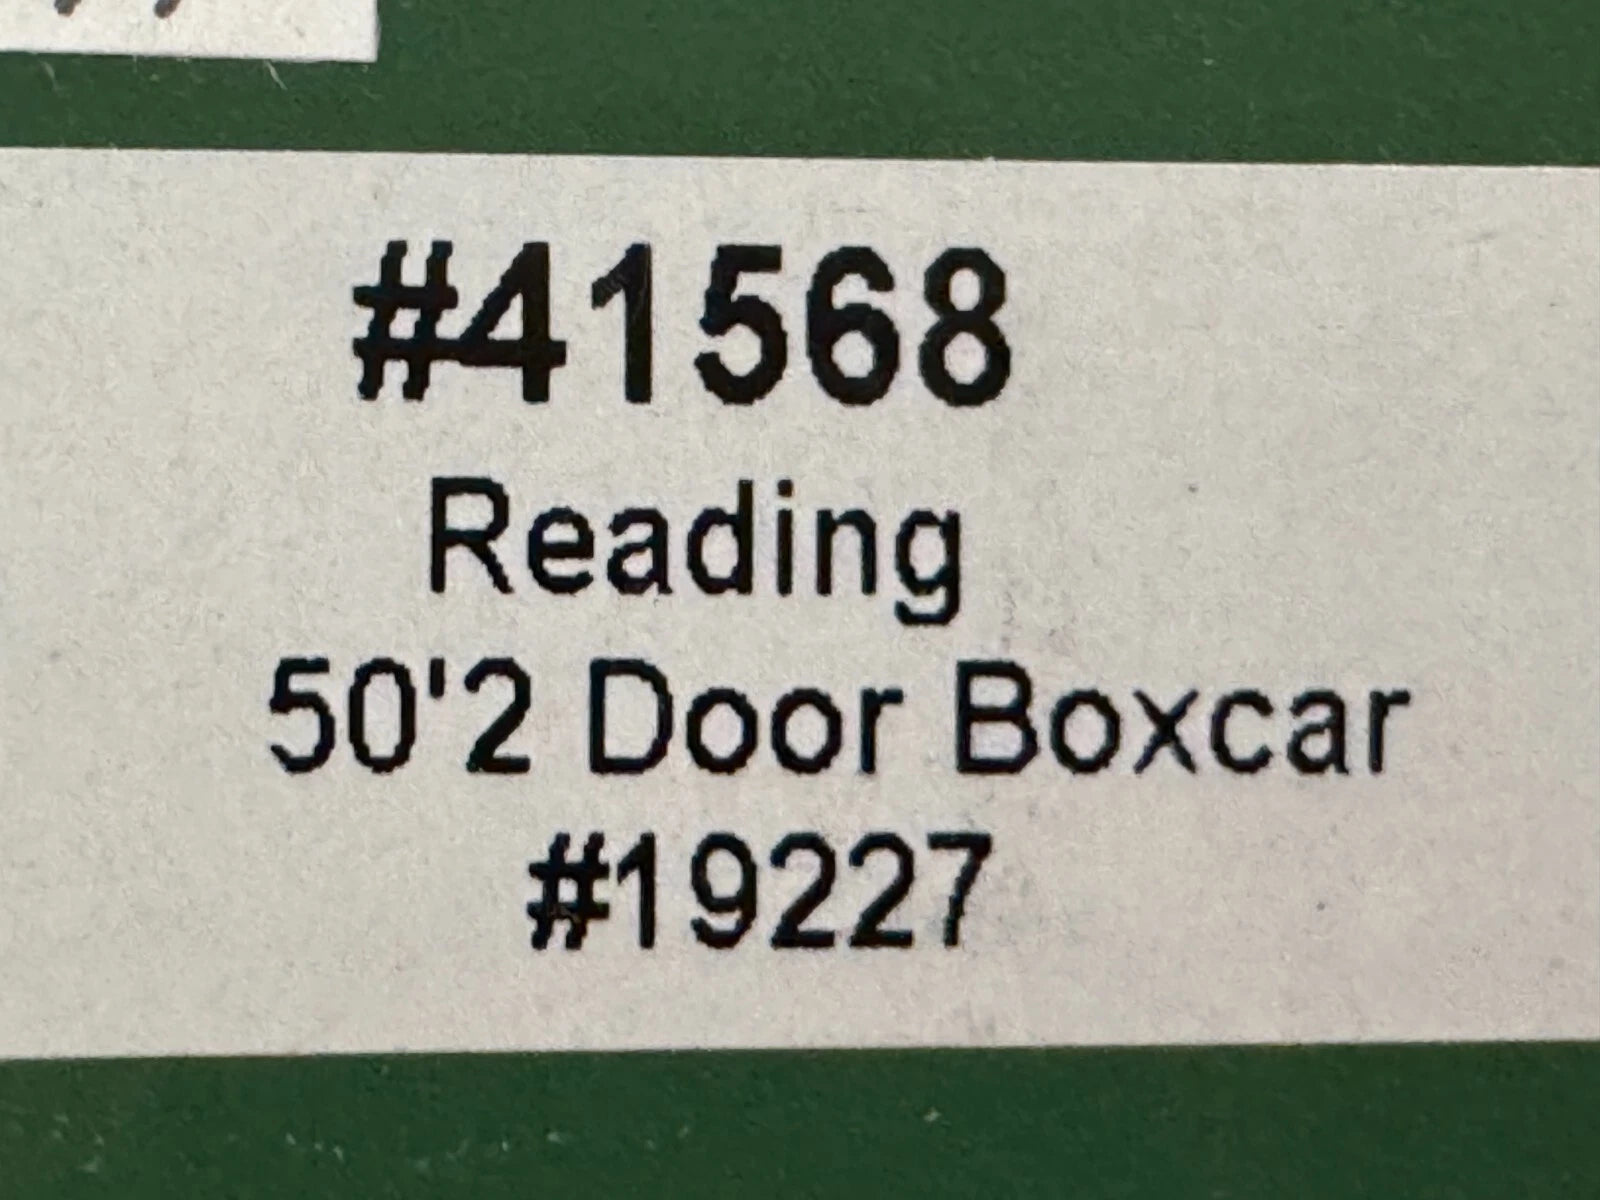 #41568
Reading
50'2 Door Boxcar
#19227